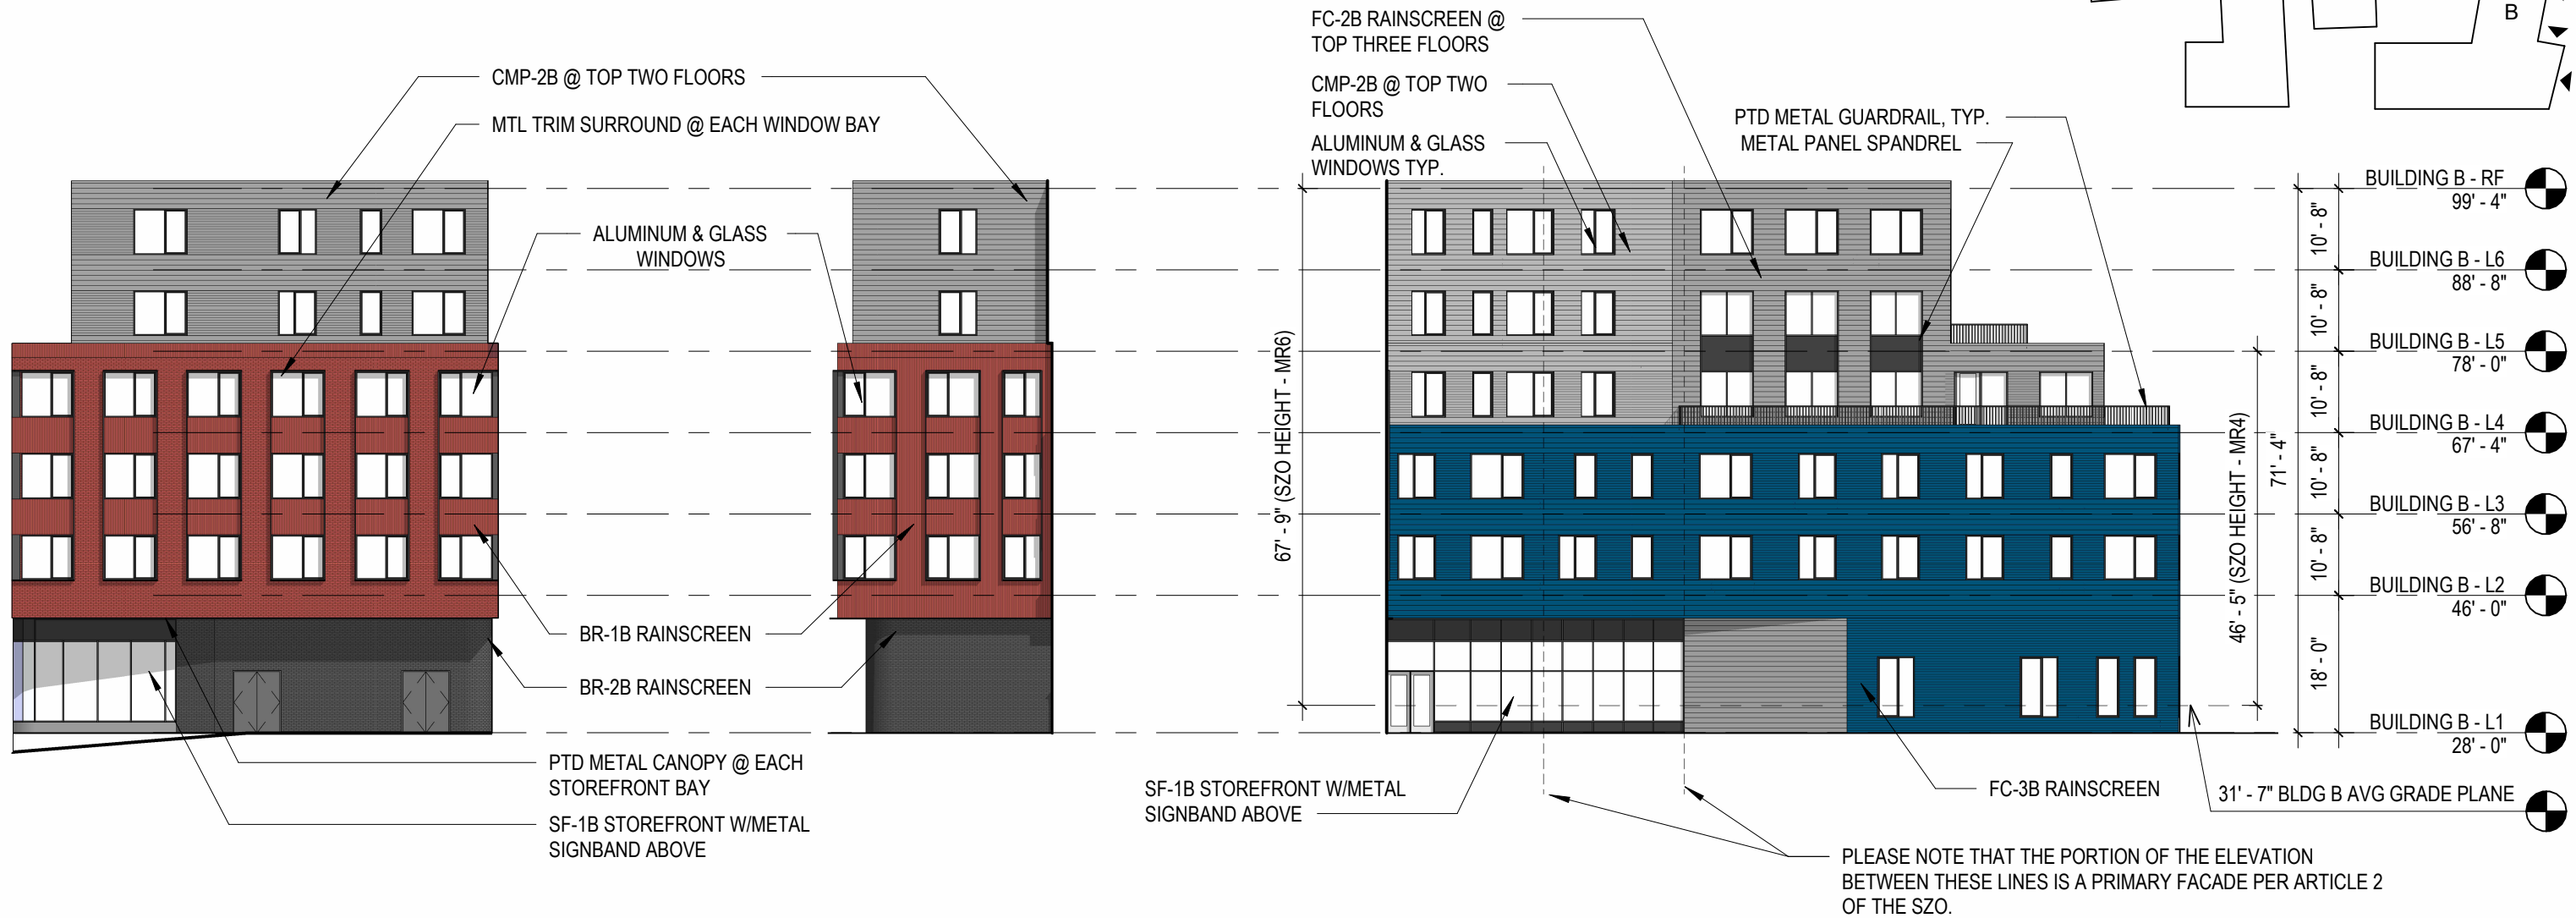 B
FC-2B RAINSCREEN @
TOP THREE FLOORS
CMP-2B @ TOP TWO FLOORS
MTL TRIM SURROUND @ EACH WINDOW BAY
CMP-2B @ TOP TWO
FLOORS
ALUMINUM & GLASS
WINDOWS TYP.
PTD METAL GUARDRAIL, TYP.
METAL PANEL SPANDREL
ALUMINUM & GLASS
WINDOWS
BR-1B RAINSCREEN
BR-2B RAINSCREEN
PTD METAL CANOPY @ EACH
STOREFRONT BAY
SF-1B STOREFRONT W/METAL
SIGNBAND ABOVE
67' - 9" (SZO HEIGHT - MR6)
SF-1B STOREFRONT W/METAL
SIGNBAND ABOVE
FC-3B RAINSCREEN
PLEASE NOTE THAT THE PORTION OF THE ELEVATION
BETWEEN THESE LINES IS A PRIMARY FACADE PER ARTICLE 2
OF THE SZO.
46' - 5" (SZO HEIGHT - MR4)
71' - 4"
10' - 8"
10' - 8"
10' - 8"
10' - 8"
10' - 8"
18' - 0"
BUILDING B - RF
99' - 4"
BUILDING B - L6
88' - 8"
BUILDING B - L5
78' - 0"
BUILDING B - L4
67' - 4"
BUILDING B - L3
56' - 8"
BUILDING B - L2
46' - 0"
BUILDING B - L1
28' - 0"
31' - 7" BLDG B AVG GRADE PLANE